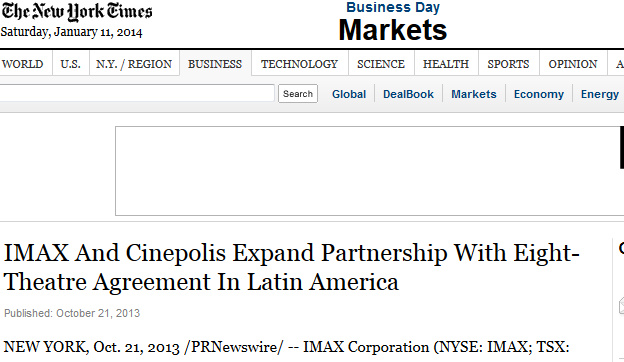 The New York Times
Business Day
Saturday, January 11, 2014
Markets
WORLD U.S. N.Y. / REGION BUSINESS TECHNOLOGY SCIENCE HEALTH SPORTS OPINION
Search Global DealBook Markets Economy Energy
IMAX And Cinepolis Expand Partnership With Eight-
Theatre Agreement In Latin America
Published: October 21, 2013
NEW YORK, Oct. 21, 2013 /PRNewswire/ -- IMAX Corporation (NYSE: IMAX; TSX: